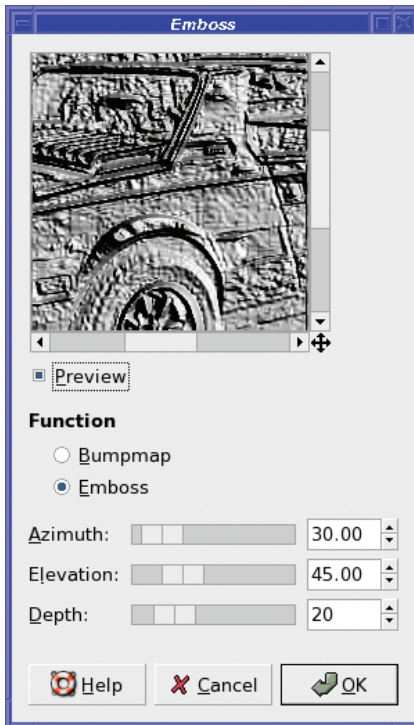 Emboss
Preview
Function
Bumpmap
Emboss
Azimuth: 30.00
Elevation: 45.00
Depth: 20
Help Cancel OK